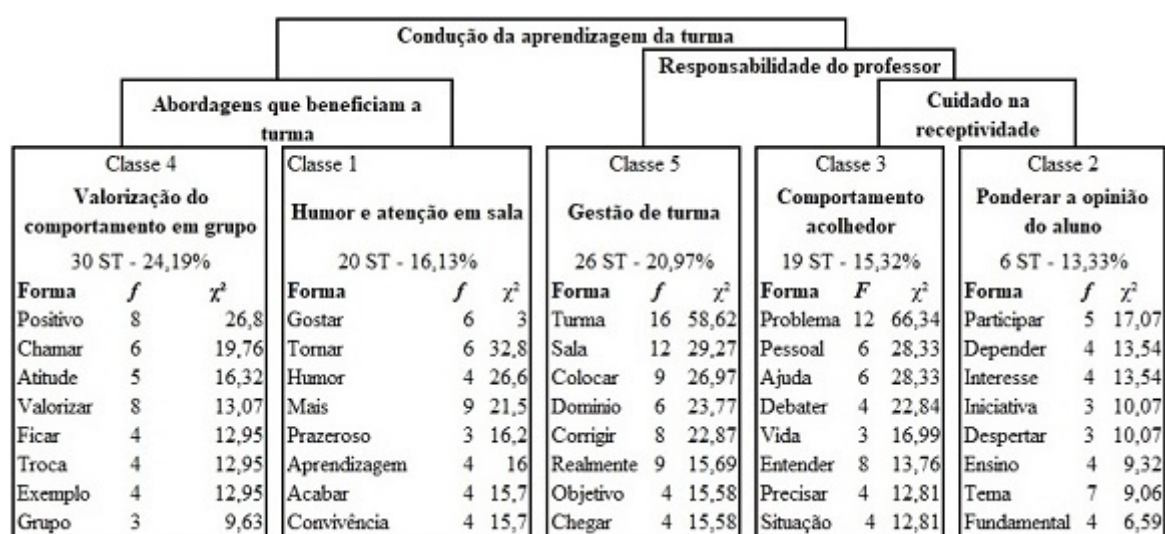 Condução da aprendizagem da turma
Responsabilidade do professor
Abordagens que beneficiam a
turma
Cuidado na
receptividade
Classe 4
Valorização do
comportamento em grupo
30 ST - 24,19%
Forma f χ²
Positivo 8 26,8
Chamar 6 19,76
Atitude 5 16,32
Valorizar 8 13,07
Ficar 4 12,95
Troca 4 12,95
Exemplo 4 12,95
Grupo 3 9,63
Classe 1
Humor e atenção em sala
20 ST - 16,13%
Forma f χ²
Gostar 6 3
Tornar 6 32,8
Humor 4 26,6
Mais 9 21,5
Prazeroso 3 16,2
Aprendizagem 4 16
Acabar 4 15,7
Convivência 4 15,7
Classe 5
Gestão de turma
26 ST - 20,97%
Forma f χ²
Turma 16 58,62
Sala 12 29,27
Colocar 9 26,97
Dominio 6 23,77
Corrigir 8 22,87
Realmente 9 15,69
Objetivo 4 15,58
Chegar 4 15,58
Classe 3
Comportamento
acolhedor
19 ST - 15,32%
Forma F χ²
Problema 12 66,34
Pessoal 6 28,33
Ajuda 6 28,33
Debater 4 22,84
Vida 3 16,99
Entender 8 13,76
Precisar 4 12,81
Situação 4 12,81
Classe 2
Ponderar a opinião
do aluno
6 ST - 13,33%
Forma f χ²
Participar 5 17,07
Depender 4 13,54
Interesse 4 13,54
Iniciativa 3 10,07
Despertar 3 10,07
Ensino 4 9,32
Tema 7 9,06
Fundamental 4 6,59